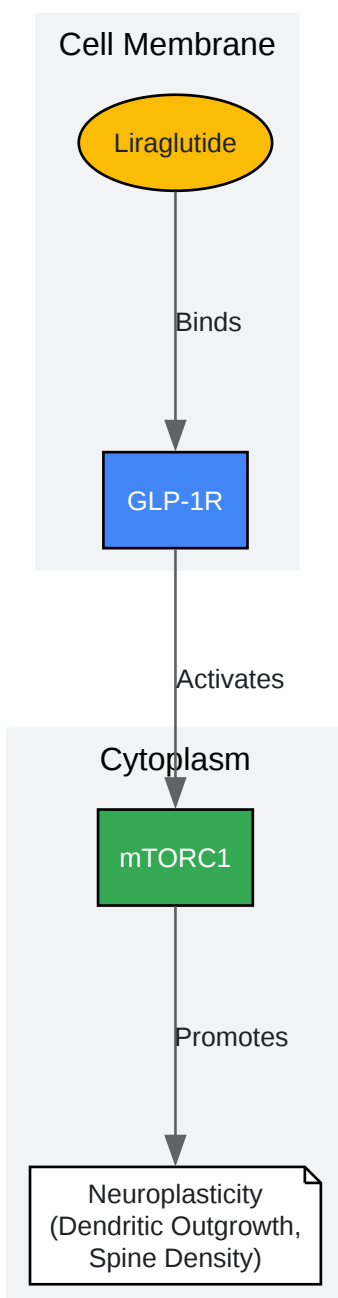 Cell Membrane
Liraglutide
Binds
GLP-1R
Activates
Cytoplasm
mTORC1
Promotes
Neuroplasticity
(Dendritic Outgrowth,
Spine Density)